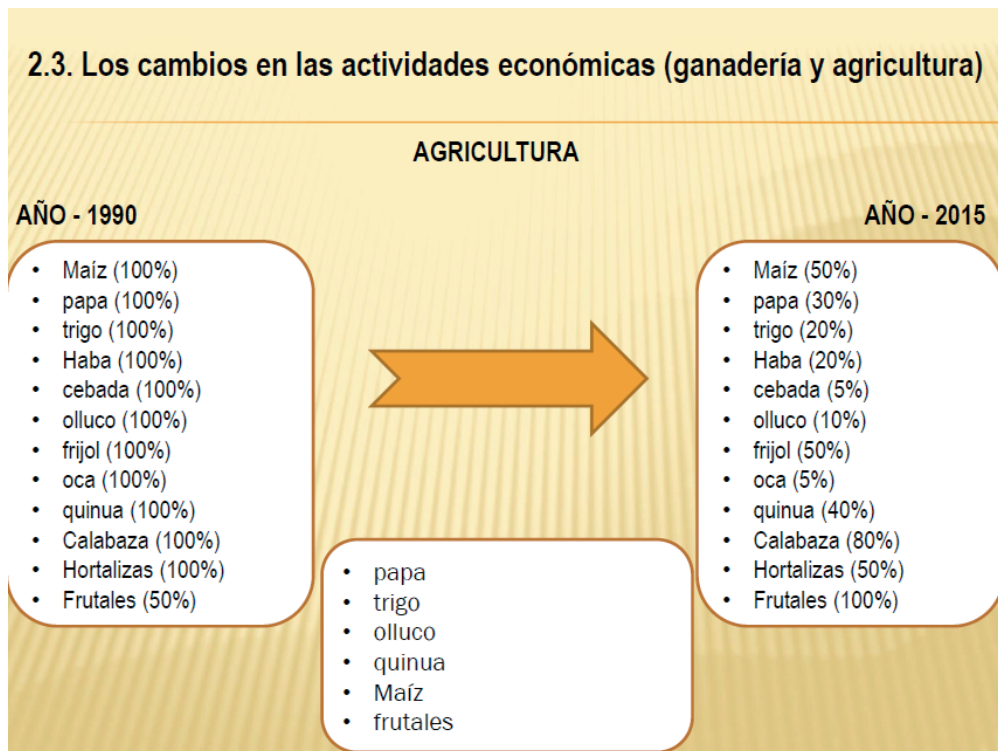 2.3. Los cambios en las actividades económicas (ganadería y agricultura)
AGRICULTURA
AÑO - 1990
• Maíz (100%)
• papa (100%)
• trigo (100%)
• Haba (100%)
• cebada (100%)
• olluco (100%)
• frijol (100%)
• oca (100%)
• quinua (100%)
• Calabaza (100%)
• Hortalizas (100%)
• Frutales (50%)
AÑO - 2015
• Maíz (50%)
• papa (30%)
• trigo (20%)
• Haba (20%)
• cebada (5%)
• olluco (10%)
• frijol (50%)
• oca (5%)
• quinua (40%)
• Calabaza (80%)
• Hortalizas (50%)
• Frutales (100%)
• papa
• trigo
• olluco
• quinua
• Maíz
• frutales